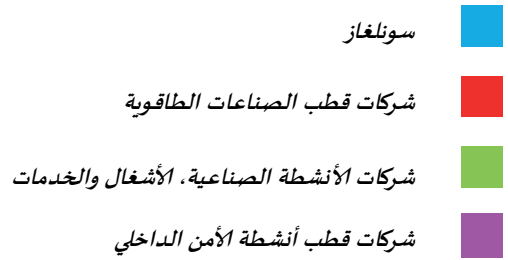 سونلغاز
شركات قطب الصناعات الطاقوية
شركات الأنشطة الصناعية، الأشغال والخدمات
شركات قطب أنشطة الأمن الداخلي